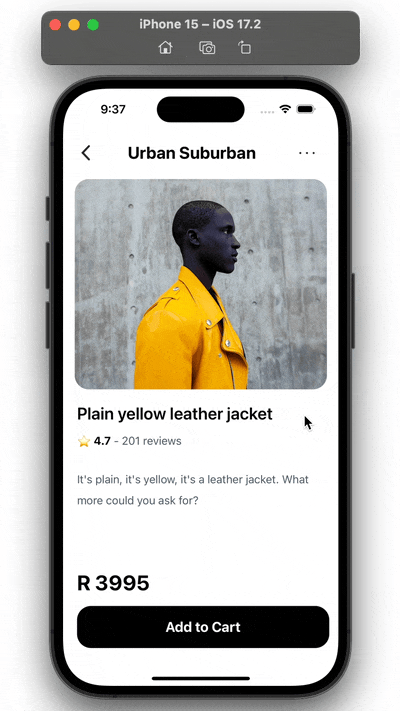 iPhone 15 – iOS 17.2
9:37
Urban Suburban
Plain yellow leather jacket
4.7 - 201 reviews
It's plain, it's yellow, it's a leather jacket. What
more could you ask for?
R 3995
Add to Cart